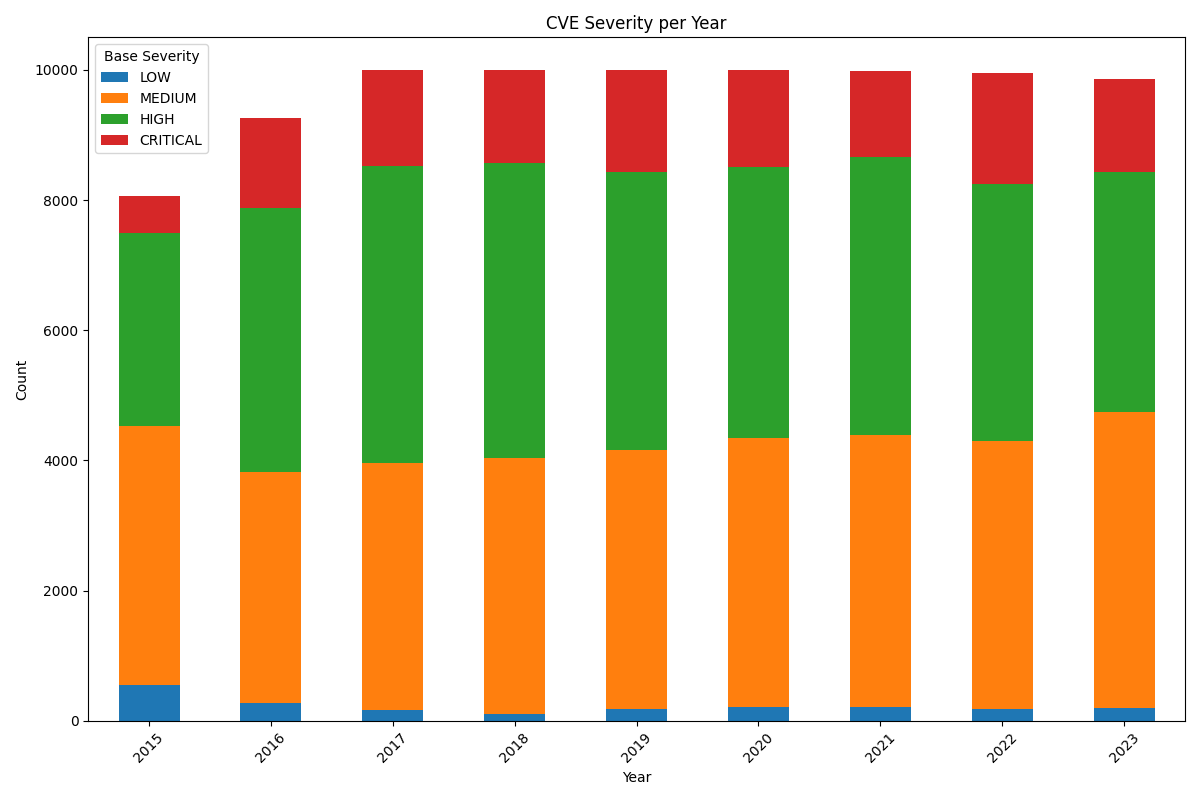 CVE Severity per Year
Base Severity
LOW
MEDIUM
HIGH
CRITICAL
10000
8000
6000
4000
2000
0
Count
2015
2016
2017
2018
2019
2020
2021
2022
2023
Year